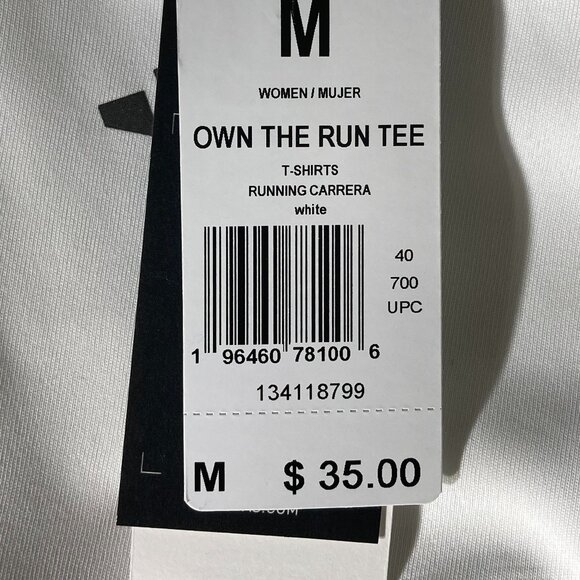 M
WOMEN / MUJER
OWN THE RUN TEE
T-SHIRTS
RUNNING CARRERA
white
40
700
UPC
1 96460 78100 6
134118799
M $ 35.00